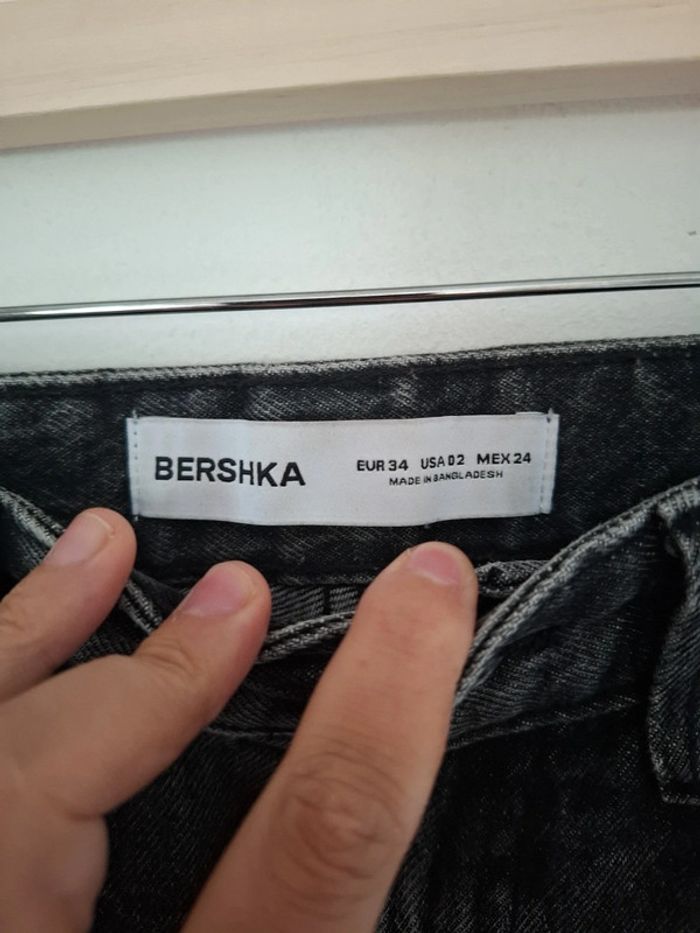 BERSHKA
EUR 34 USA 02 MEX 24
MADE IN BANGLADESH